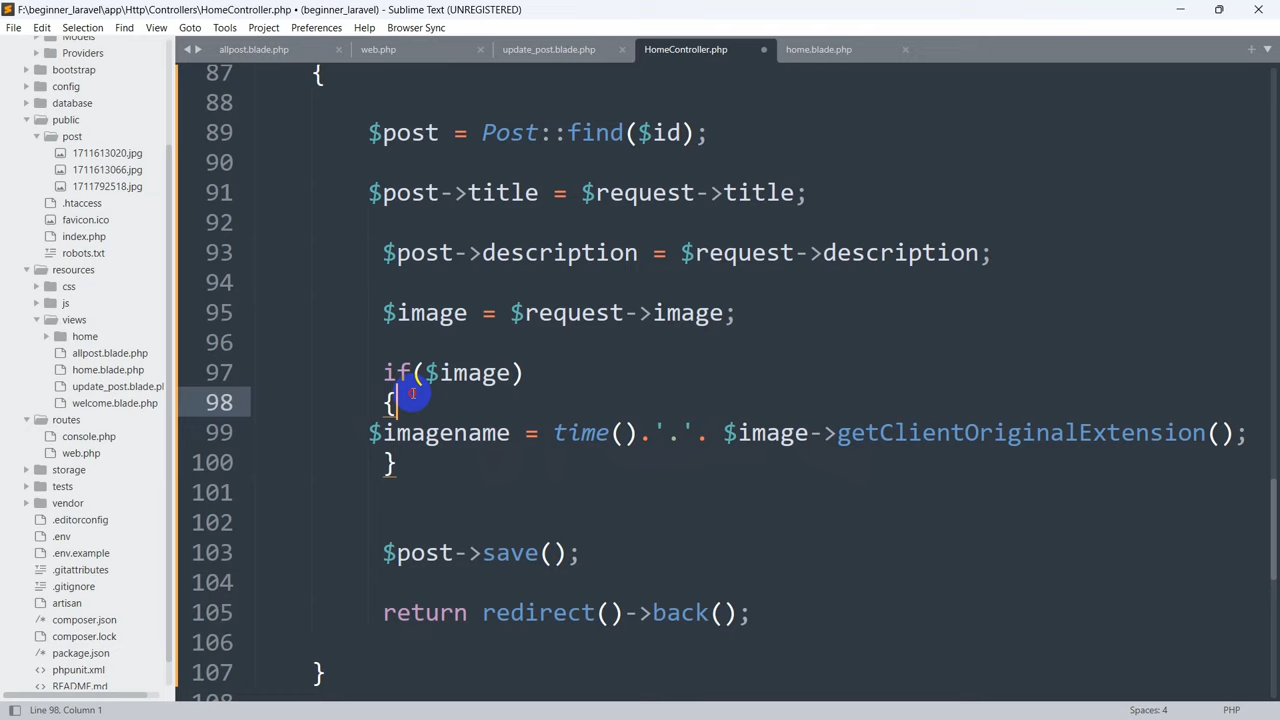 F:\beginner_laravel\app\Http\Controllers\HomeController.php • (beginner_laravel) - Sublime Text (UNREGISTERED)
File Edit View Goto Tools Project Preferences Help Browser Sync
Find
Selection
Models
Providers
bootstrap
config
database
public
post
1711613020.jpg
1711613066.jpg
1711792518.jpg
.htaccess
favicon.ico
index.php
robots.txt
resources
css
js
views
home
allpost.blade.php
home.blade.php
update_post.blade.pl
welcome.blade.php
routes
console.php
web.php
storage
tests
vendor
.editorconfig
.env
.env.example
.gitattributes
.gitignore
artisan
composer.json
composer.lock
package.json
phpunit.xml
README.md
allpost.blade.php web.php update_post.blade.php HomeController.php home.blade.php
87 {
88
89 $post = Post::find($id);
90
91 $post->title = $request->title;
92
93 $post->description = $request->description;
94
95 $image = $request->image;
96
97 if($image)
98 {
99 $imagename = time().'.'. $image->getClientOriginalExtension();
100 }
101
102
103 $post->save();
104
105 return redirect()->back();
106
107 }
108
Line 98, Column 1 Spaces: 4 PHP